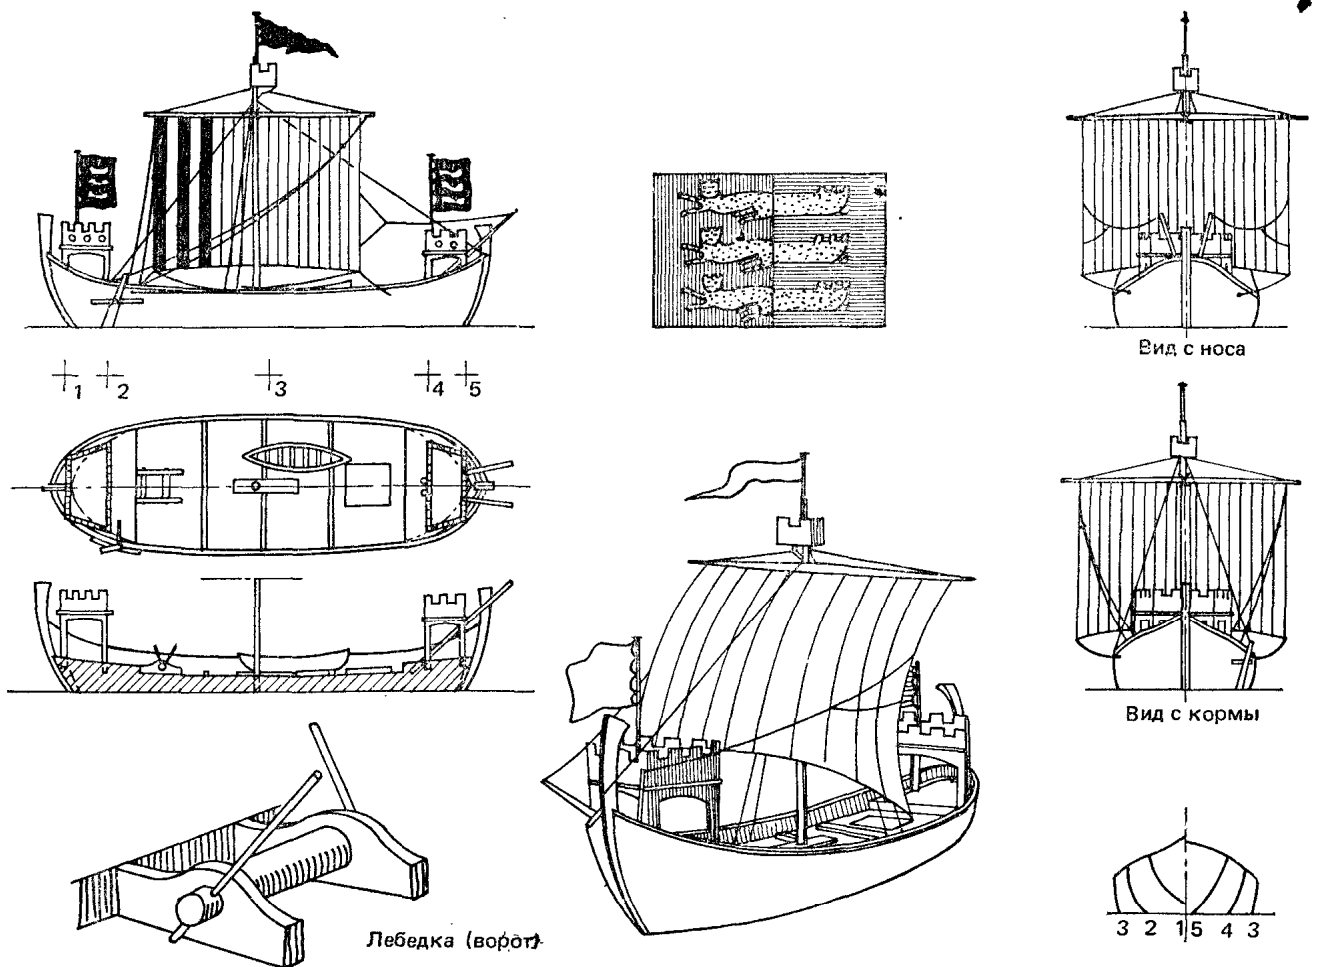 Вид с носа
1 2 3 4 5
Вид с кормы
Лебедка (ворот)
3 2 1 5 4 3